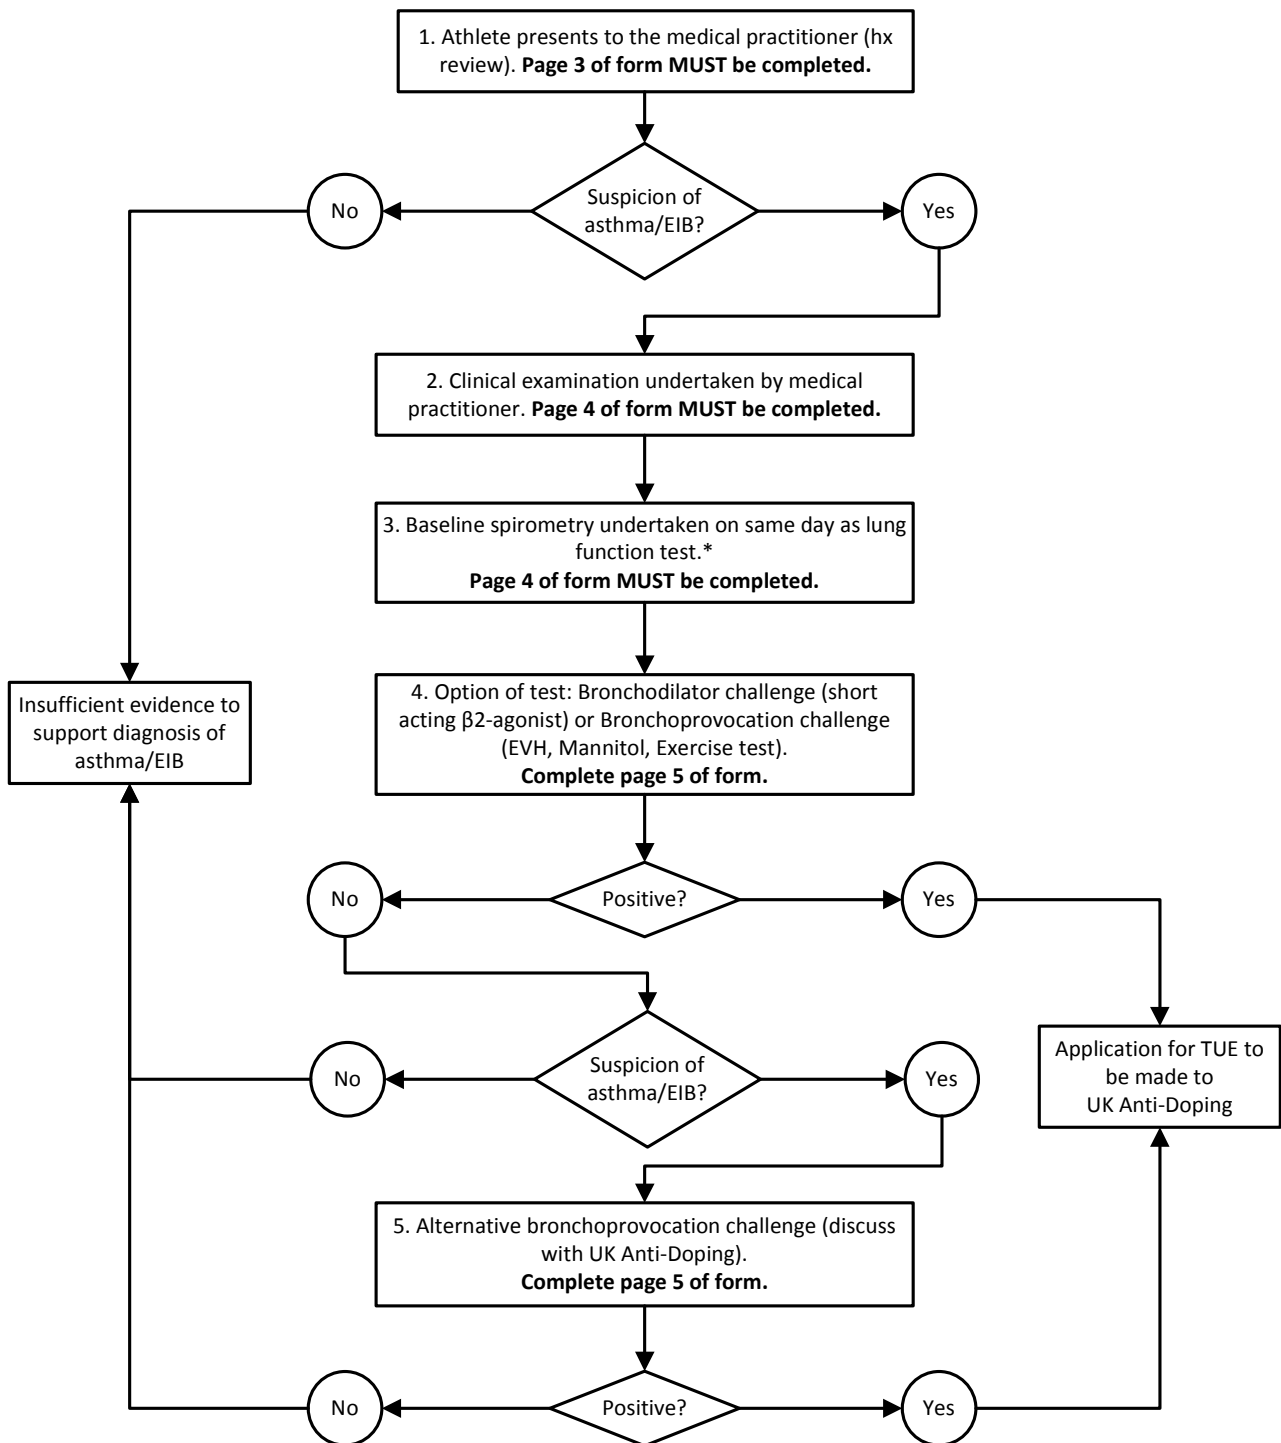 1. Athlete presents to the medical practitioner (hx
review). Page 3 of form MUST be completed.
No
Suspicion of
asthma/EIB?
Yes
2. Clinical examination undertaken by medical
practitioner. Page 4 of form MUST be completed.
3. Baseline spirometry undertaken on same day as lung
function test.*
Page 4 of form MUST be completed.
Insufficient evidence to
support diagnosis of
asthma/EIB
4. Option of test: Bronchodilator challenge (short
acting β2-agonist) or Bronchoprovocation challenge
(EVH, Mannitol, Exercise test).
Complete page 5 of form.
No
Positive?
Yes
No
Suspicion of
asthma/EIB?
Yes
Application for TUE to
be made to
UK Anti-Doping
5. Alternative bronchoprovocation challenge (discuss
with UK Anti-Doping).
Complete page 5 of form.
No
Positive?
Yes